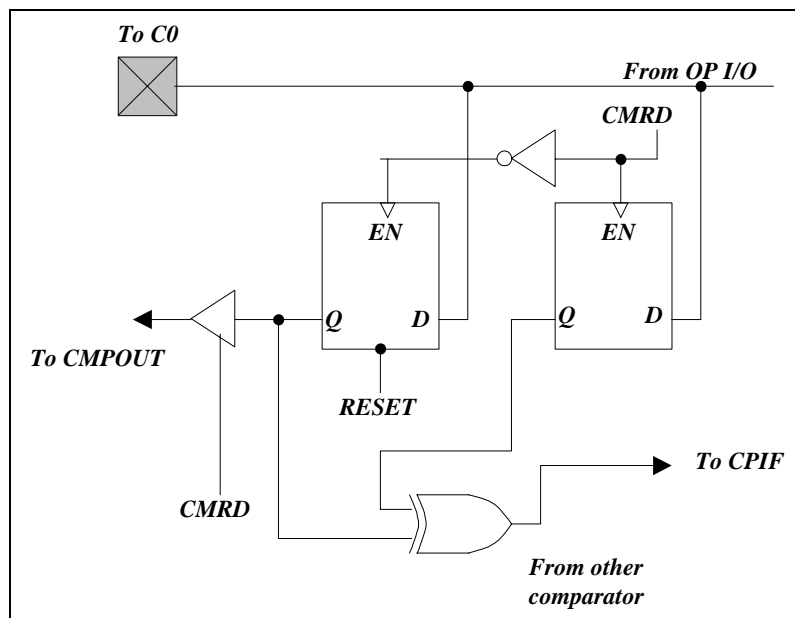 To C0
From OP I/O
CMRD
EN
EN
Q
D
Q
D
To CMPOUT
RESET
To CPIF
CMRD
From other
comparator